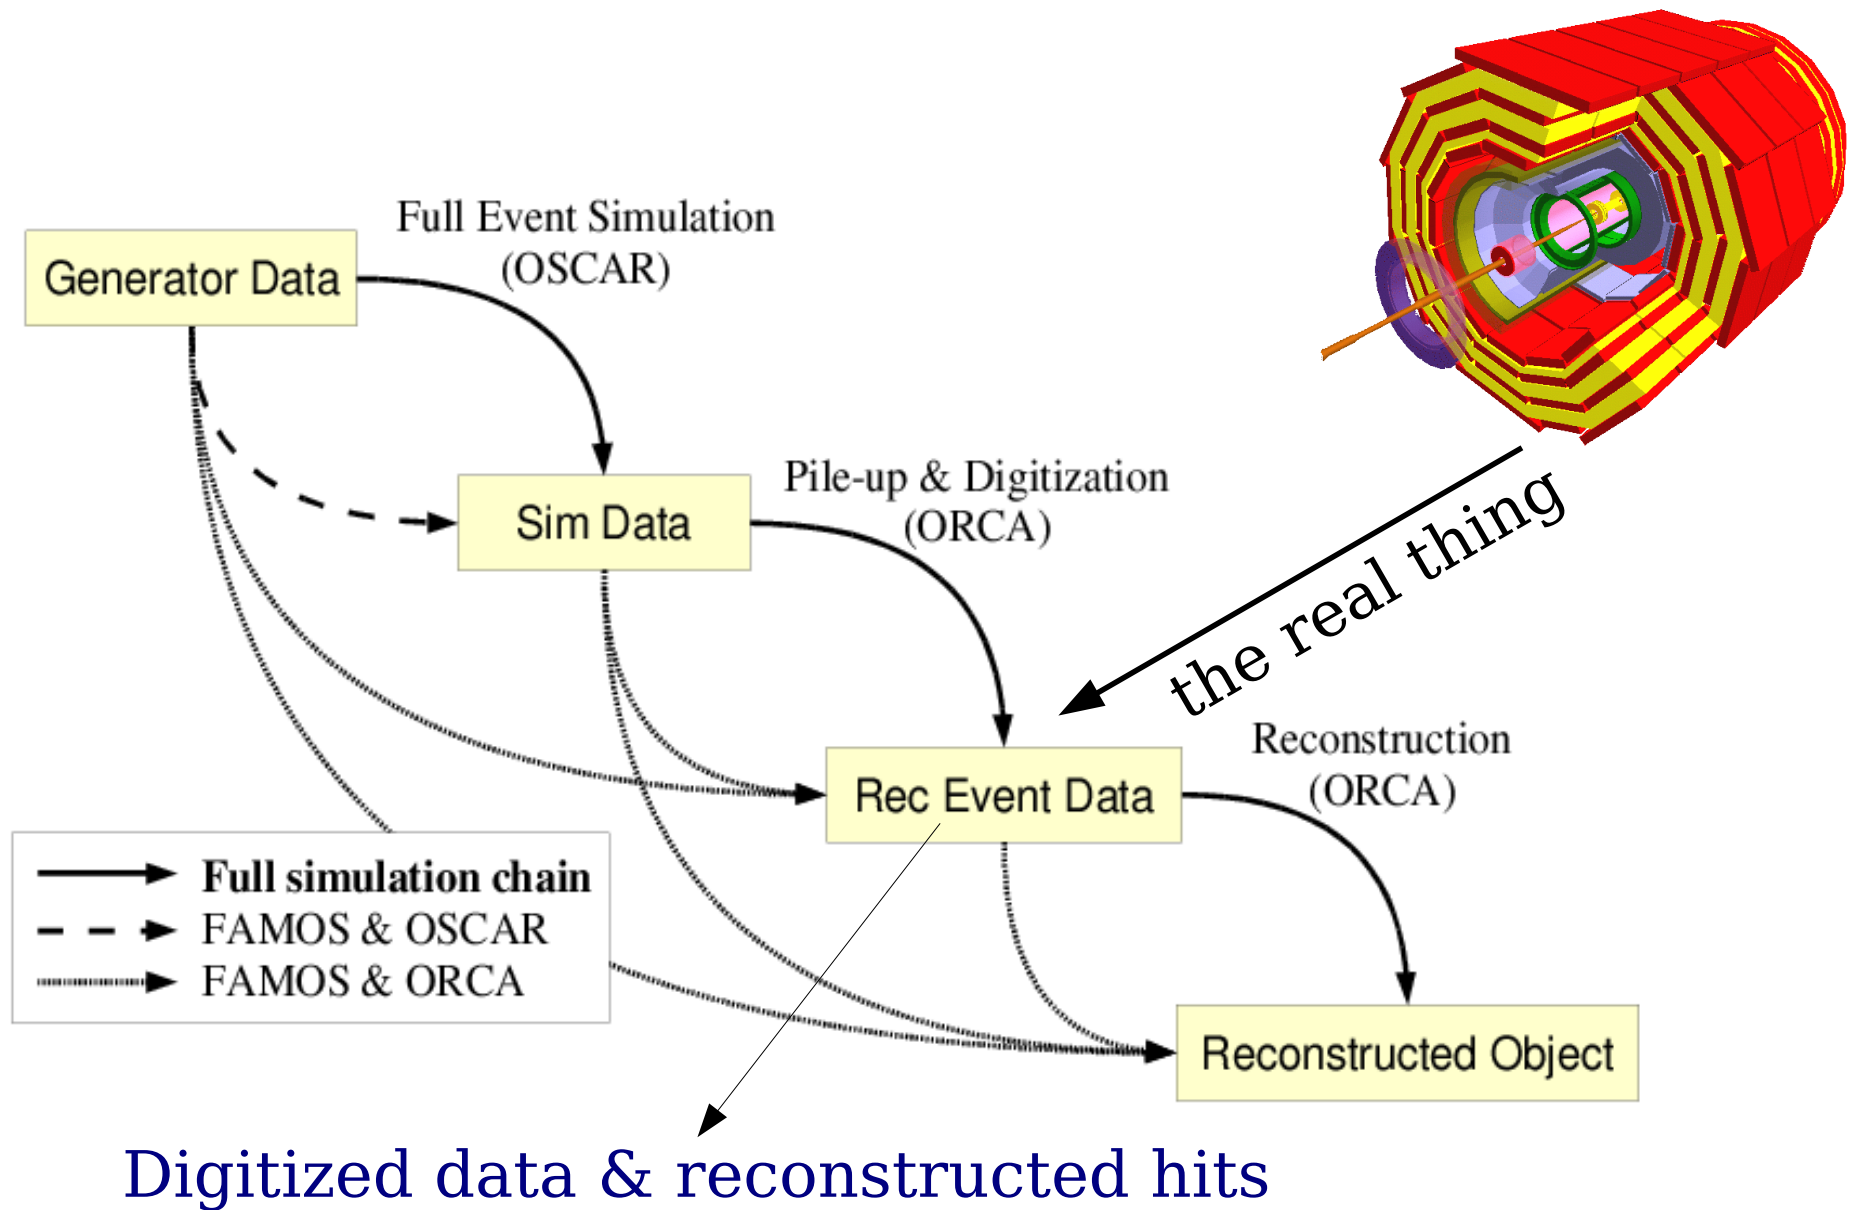 Full Event Simulation
(OSCAR)
Generator Data
Pile-up & Digitization
(ORCA)
Sim Data
the real thing
Reconstruction
(ORCA)
Rec Event Data
Full simulation chain
FAMOS & OSCAR
FAMOS & ORCA
Reconstructed Object
Digitized data & reconstructed hits